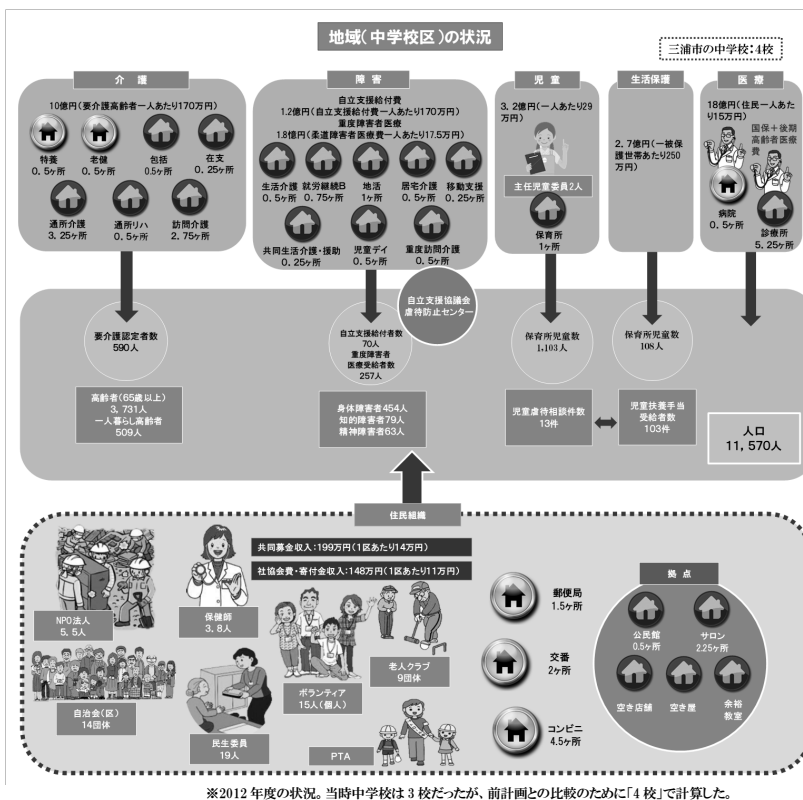 地域(中学校区)の状況
三浦市の中学校：4校
介護
10億円(要介護高齢者一人あたり170万円)
特養
0．5ヶ所
老健
0．5ヶ所
包括
0.5ヶ所
在支
0．25ヶ所
通所介護
3．25ヶ所
通所リハ
0．5ヶ所
訪問介護
2．75ヶ所
障害
自立支援給付費
1.2億円(自立支援給付費一人あたり170万円)
重度障害者医療
1.8億円(柔道障害者医療費一人あたり17.5万円)
生活介護
0．5ヶ所
就労継続B
0．75ヶ所
地活
1ヶ所
居宅介護
0．5ヶ所
移動支援
0．25ヶ所
共同生活介護・援助
0．25ヶ所
児童デイ
0．5ヶ所
重度訪問介護
0．5ヶ所
児童
3．2億円(一人あたり29
万円)
主任児童委員2人
保育所
1ヶ所
生活保護
2．7億円(一被保
護世帯あたり250
万円)
医療
18億円(住民一人あたり
15万円)
国保＋後期
高齢者医療
費
病院
0．5ヶ所
診療所
5．25ヶ所
自立支援協議会
虐待防止センター
要介護認定者数
590人
高齢者(65歳以上)
3，731人
一人暮らし高齢者
509人
自立支援給付者数
70人
重度障害者
医療受給者数
257人
身体障害者454人
知的障害者79人
精神障害者63人
保育所児童数
1,103人
児童虐待相談件数
13件
保育所児童数
108人
児童扶養手当
受給者数
103件
人口
11，570人
住民組織
共同募金収入：199万円(1区あたり14万円)
社協会費・寄付金収入：148万円(1区あたり11万円)
NPO法人
5．5人
保健師
3．8人
自治会(区)
14団体
民生委員
19人
ボランティア
15人(個人)
老人クラブ
9団体
PTA
郵便局
1.5ヶ所
交番
2ヶ所
コンビニ
4.5ヶ所
拠点
公民館
0.5ヶ所
サロン
2.25ヶ所
空き店舗
空き屋
余裕
教室
※2012年度の状況。当時中学校は3校だったが、前計画との比較のために「4校」で計算した。